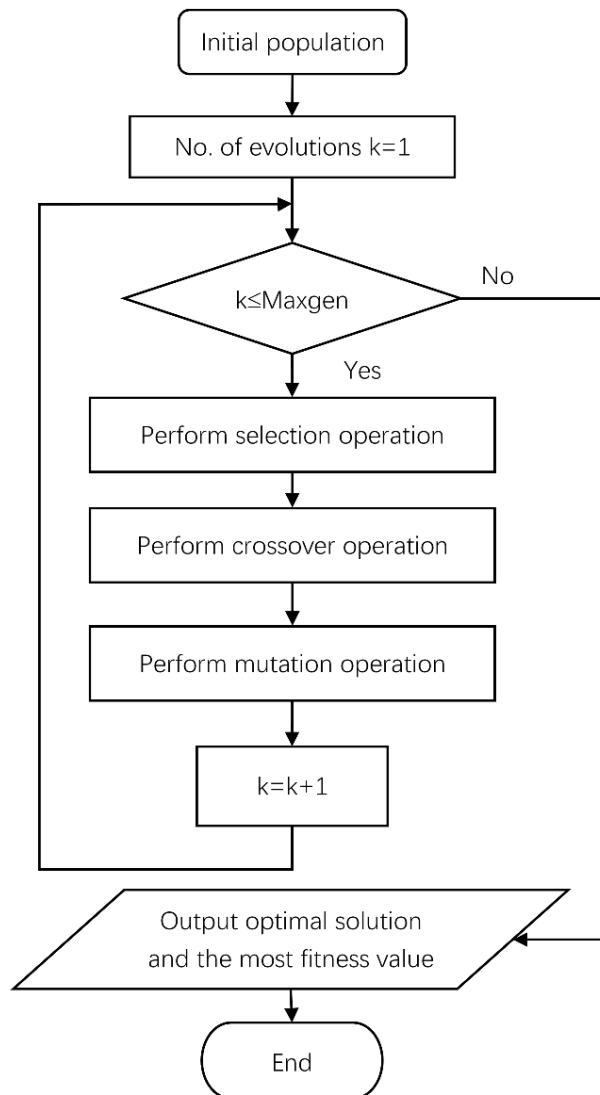 Initial population
No. of evolutions k=1
k≤Maxgen
No
Yes
Perform selection operation
Perform crossover operation
Perform mutation operation
k=k+1
Output optimal solution
and the most fitness value
End